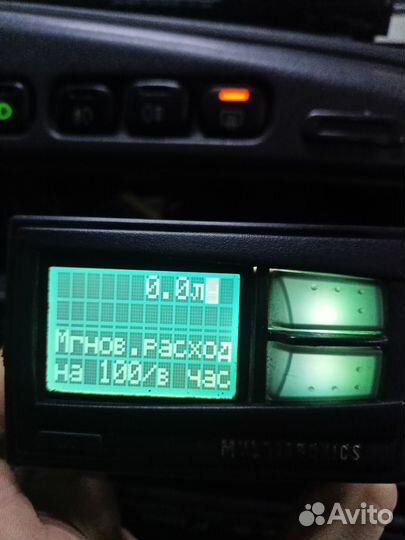 0.0л
Мгнов.расход
на 100/в час
MULTITRONICS
Avito